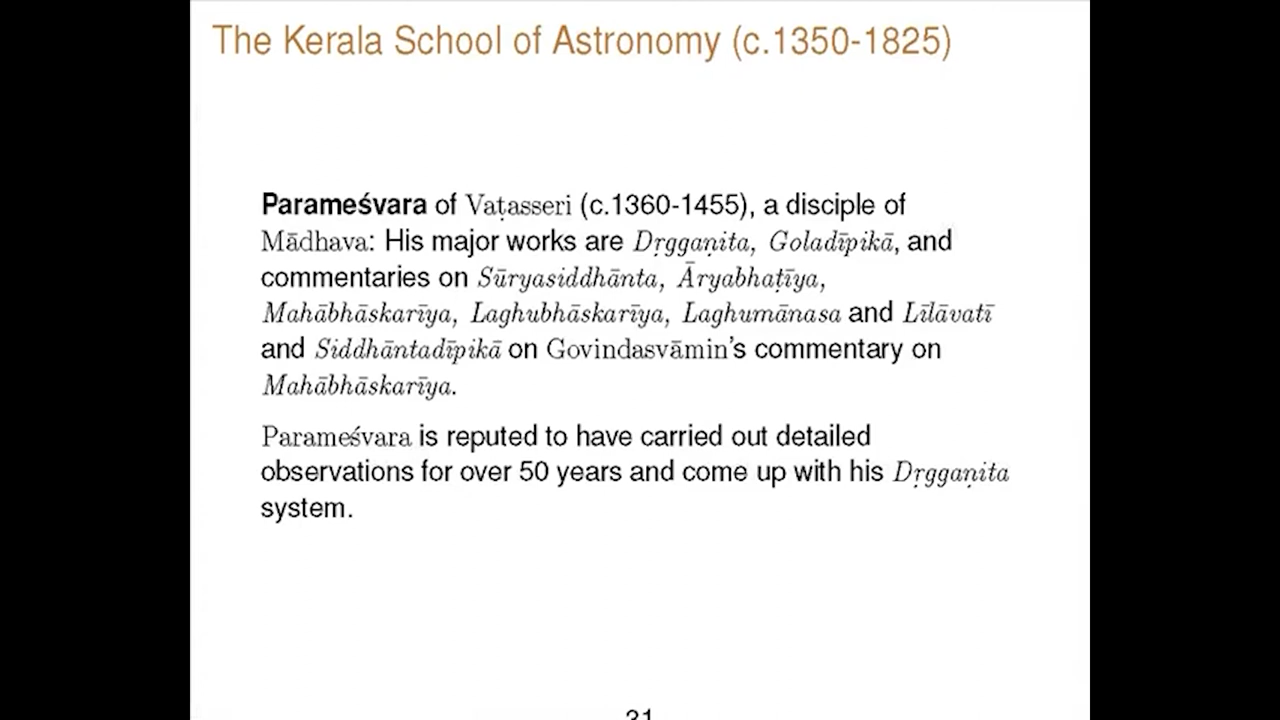 The Kerala School of Astronomy (c.1350-1825)
Parameśvara of Vaṭasseri (c.1360-1455), a disciple of
Mādhava: His major works are Dṛggaṇita, Goladīpikā, and
commentaries on Sūryasiddhānta, Āryabhaṭīya,
Mahābhāskarīya, Laghubhāskarīya, Laghumānasa and Līlāvatī
and Siddhāntadīpikā on Govindasvāmin's commentary on
Mahābhāskarīya.
Parameśvara is reputed to have carried out detailed
observations for over 50 years and come up with his Dṛggaṇita
system.
31